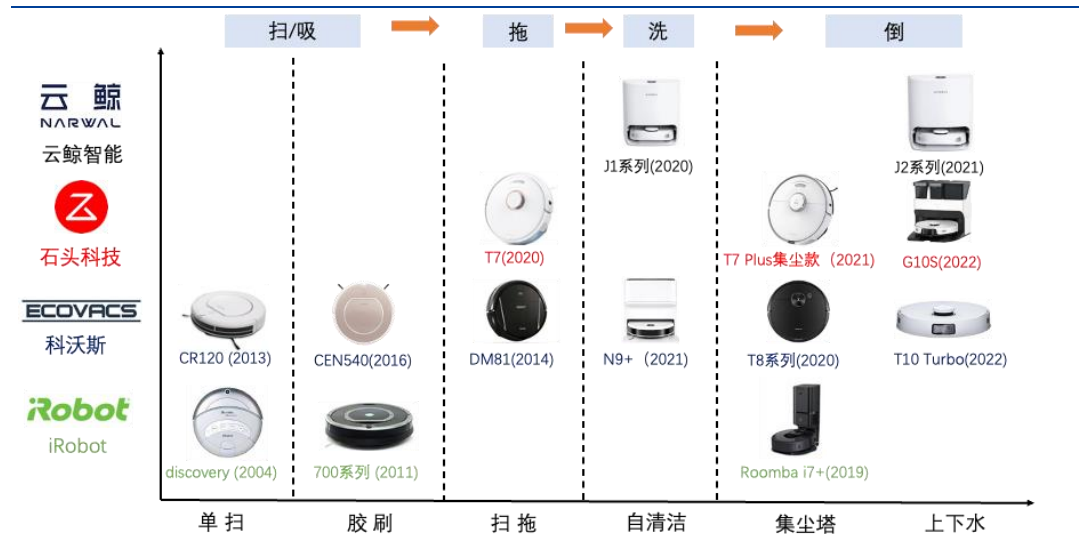 扫/吸
拖
洗
倒
云鲸
NARWAL
云鲸智能
J1系列(2020)
J2系列(2021)
石头科技
T7(2020)
T7 Plus集尘款（2021)
G10S(2022)
ECOVACS
科沃斯
CR120 (2013)
CEN540(2016)
DM81(2014)
N9+（2021)
T8系列(2020)
T10 Turbo(2022)
iRobot
iRobot
discovery (2004)
700系列 (2011)
Roomba i7+(2019)
单 扫
胶 刷
扫 拖
自清洁
集尘塔
上下水